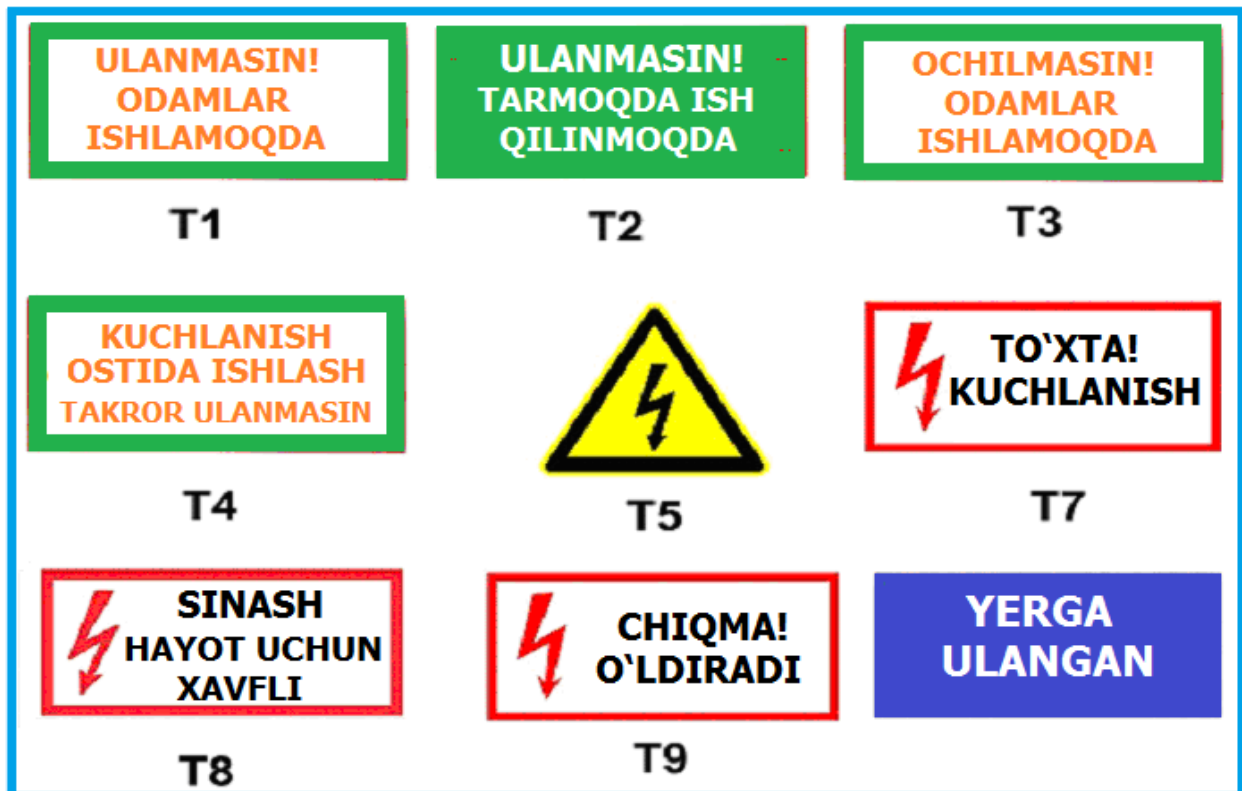 ULANMASIN!
ODAMLAR
ISHLAMOQDA
T1
ULANMASIN!
TARMOQDA ISH
QILINMOQDA
T2
OCHILMASIN!
ODAMLAR
ISHLAMOQDA
T3
KUCHLANISH
OSTIDA ISHLASH
TAKROR ULANMASIN
T4
T5
TO‘XTA!
KUCHLANISH
T7
SINASH
HAYOT UCHUN
XAVFLI
T8
CHIQMA!
O‘LDIRADI
T9
YERGA
ULANGAN